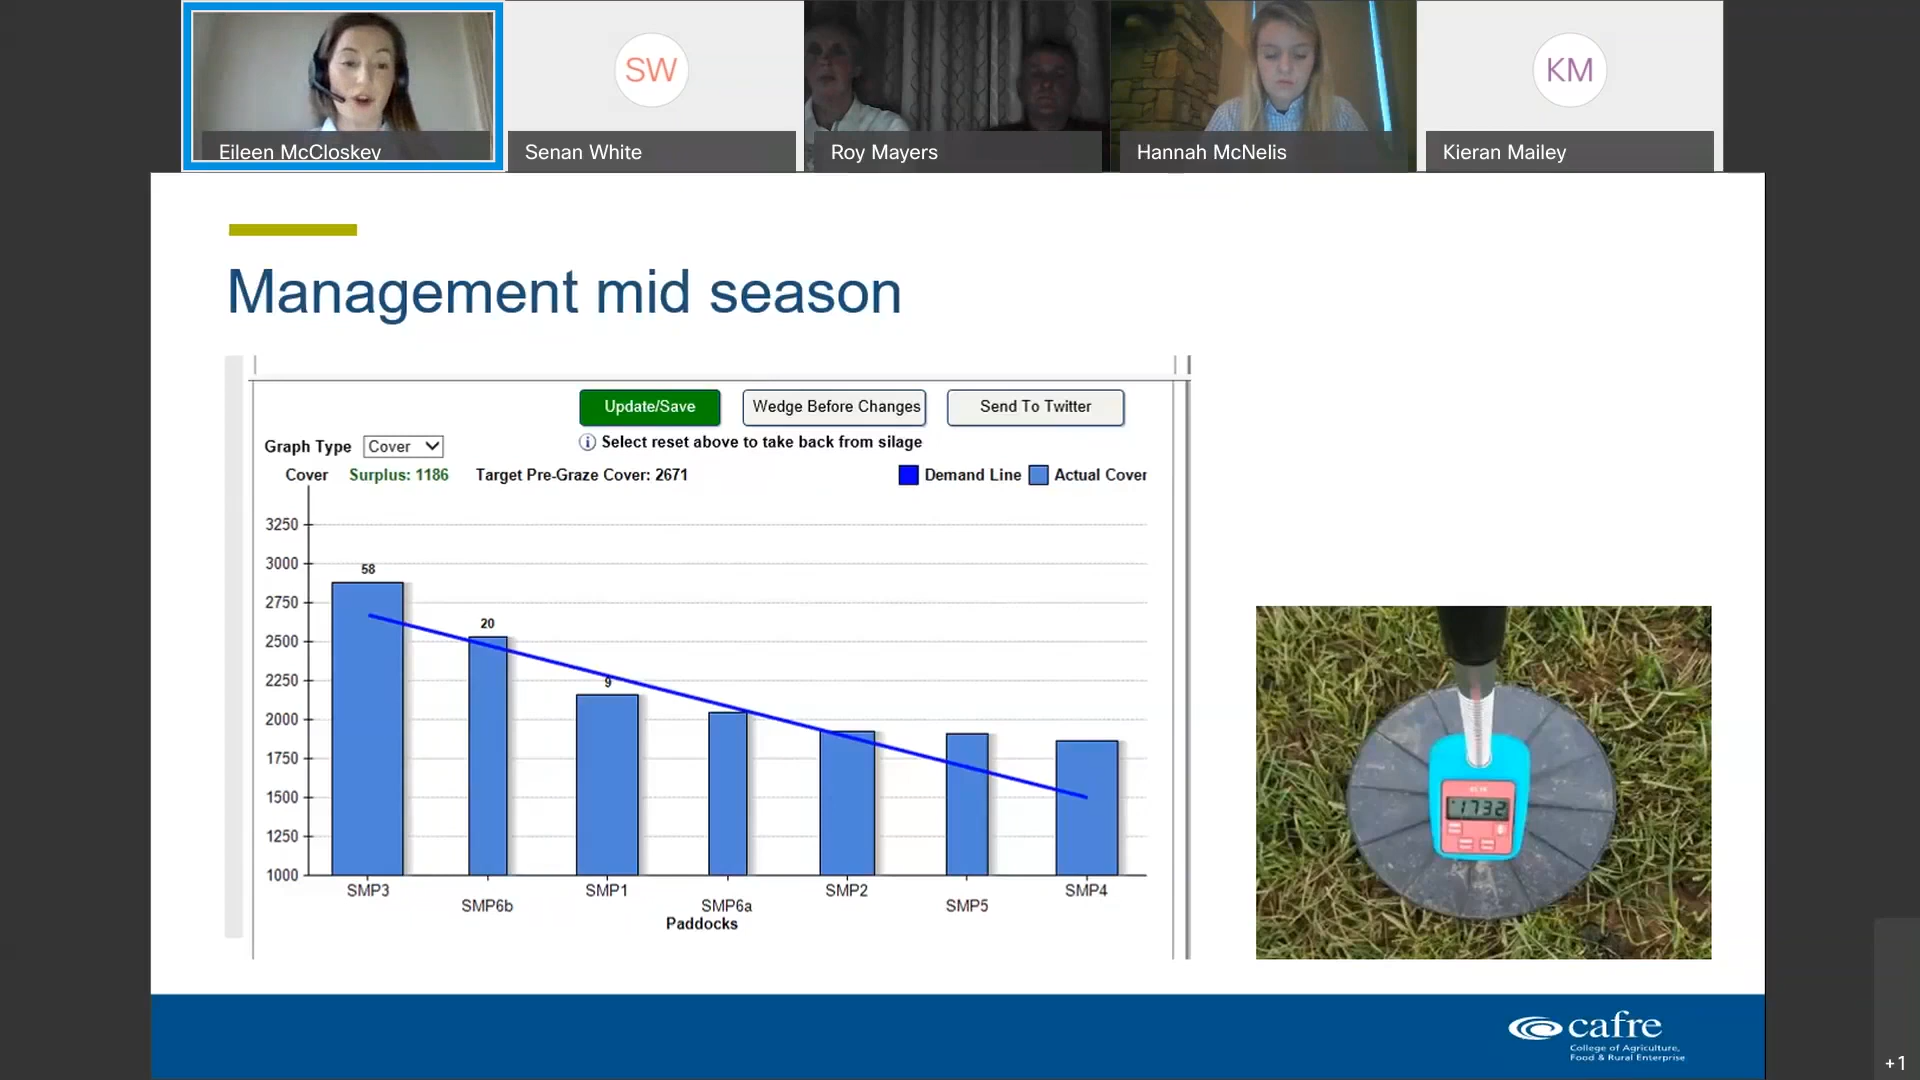 SW
KM
Eileen McCloskey
Senan White
Roy Mayers
Hannah McNelis
Kieran Mailey
Management mid season
Update/Save
Wedge Before Changes
Send To Twitter
Graph Type
Cover
Select reset above to take back from silage
Cover
Surplus: 1186
Target Pre-Graze Cover: 2671
Demand Line
Actual Cover
3250
3000
2750
2500
2250
2000
1750
1500
1250
1000
58
20
9
SMP3
SMP6b
SMP1
SMP6a
SMP2
SMP5
SMP4
Paddocks
1732
cafre
College of Agriculture,
Food & Rural Enterprise
+1